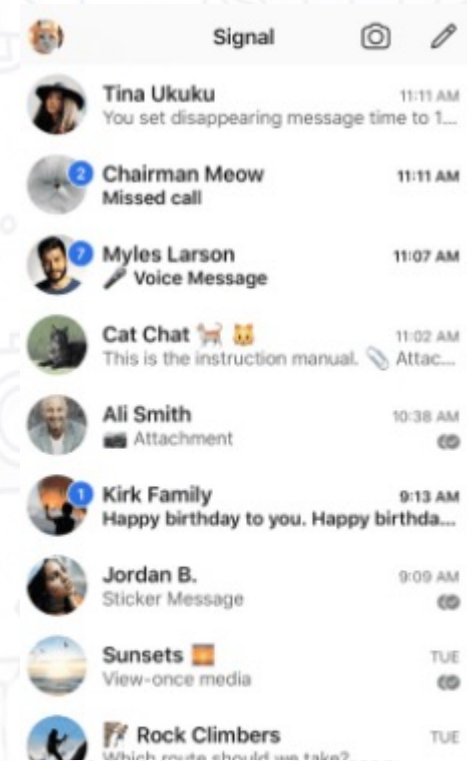 Signal
Tina Ukuku 11:11 AM
You set disappearing message time to 1...
2 Chairman Meow 11:11 AM
Missed call
7 Myles Larson 11:07 AM
🎤 Voice Message
Cat Chat 🐈 🐱 11:02 AM
This is the instruction manual. 📎 Attac...
Ali Smith 10:38 AM
📷 Attachment
1 Kirk Family 9:13 AM
Happy birthday to you. Happy birthda...
Jordan B. 9:09 AM
Sticker Message
Sunsets 🌅 TUE
View-once media
🧗 Rock Climbers TUE
Which route should we take?